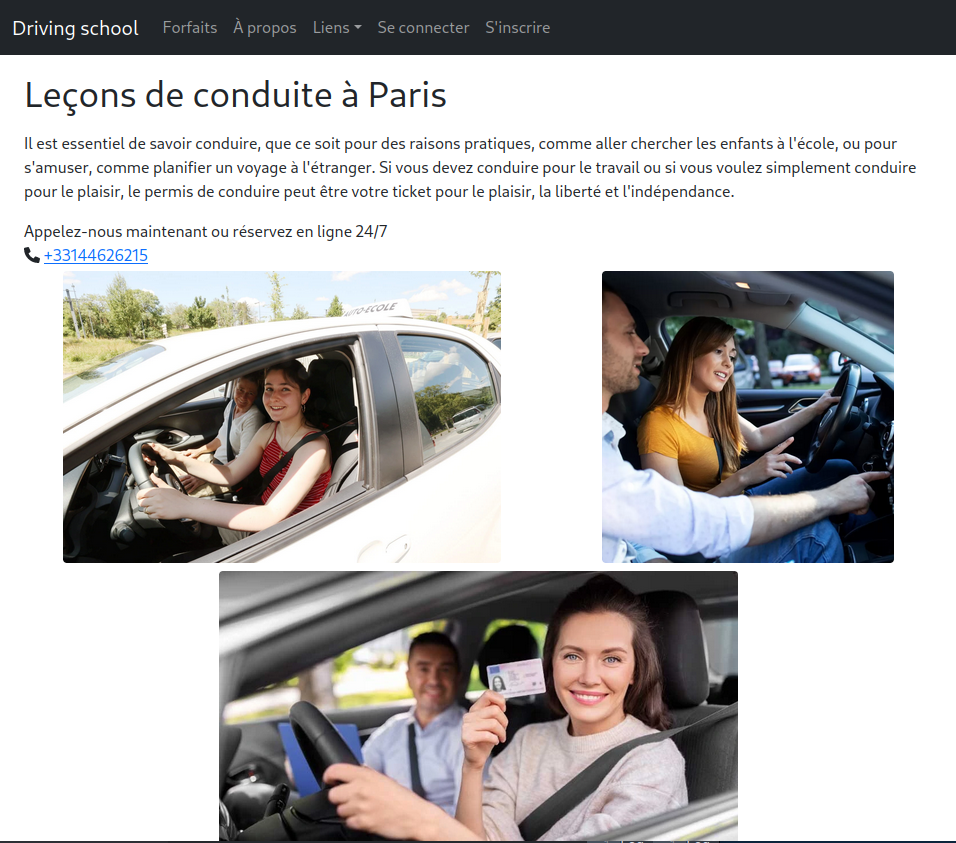 Driving school Forfaits À propos Liens Se connecter S'inscrire
Leçons de conduite à Paris
Il est essentiel de savoir conduire, que ce soit pour des raisons pratiques, comme aller chercher les enfants à l'école, ou pour
s'amuser, comme planifier un voyage à l'étranger. Si vous devez conduire pour le travail ou si vous voulez simplement conduire
pour le plaisir, le permis de conduire peut être votre ticket pour le plaisir, la liberté et l'indépendance.
Appelez-nous maintenant ou réservez en ligne 24/7
+33144626215
AUTO-ECOLE